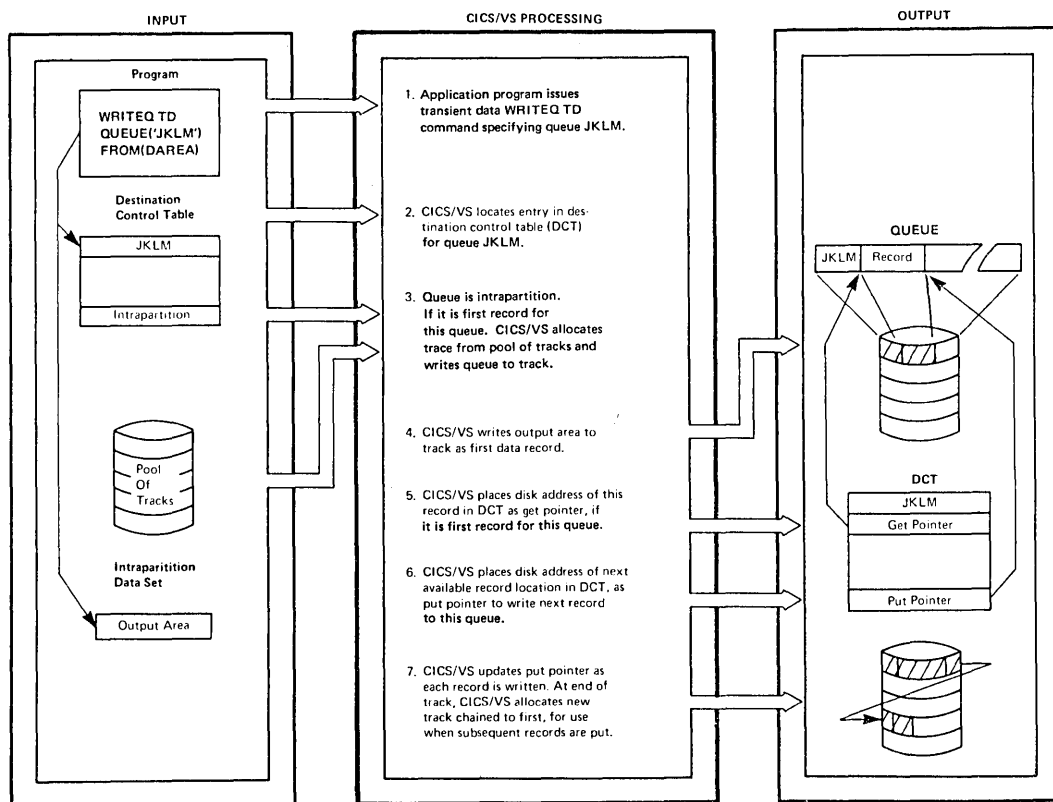 INPUT
Program
WRITEQ TD
QUEUE('JKLM')
FROM(DAREA)
Destination
Control Table
JKLM
Intrapartition
Pool
Of
Tracks
Intraparitition
Data Set
Output Area
CICS/VS PROCESSING
1. Application program issues
transient data WRITEQ TD
command specifying queue JKLM.
2. CICS/VS locates entry in des-
tination control table (DCT)
for queue JKLM.
3. Queue is intrapartition.
If it is first record for
this queue. CICS/VS allocates
trace from pool of tracks and
writes queue to track.
4. CICS/VS writes output area to
track as first data record.
5. CICS/VS places disk address of this
record in DCT as get pointer, if
it is first record for this queue.
6. CICS/VS places disk address of next
available record location in DCT, as
put pointer to write next record
to this queue.
7. CICS/VS updates put pointer as
each record is written. At end of
track, CICS/VS allocates new
track chained to first, for use
when subsequent records are put.
OUTPUT
QUEUE
JKLM Record
DCT
JKLM
Get Pointer
Put Pointer